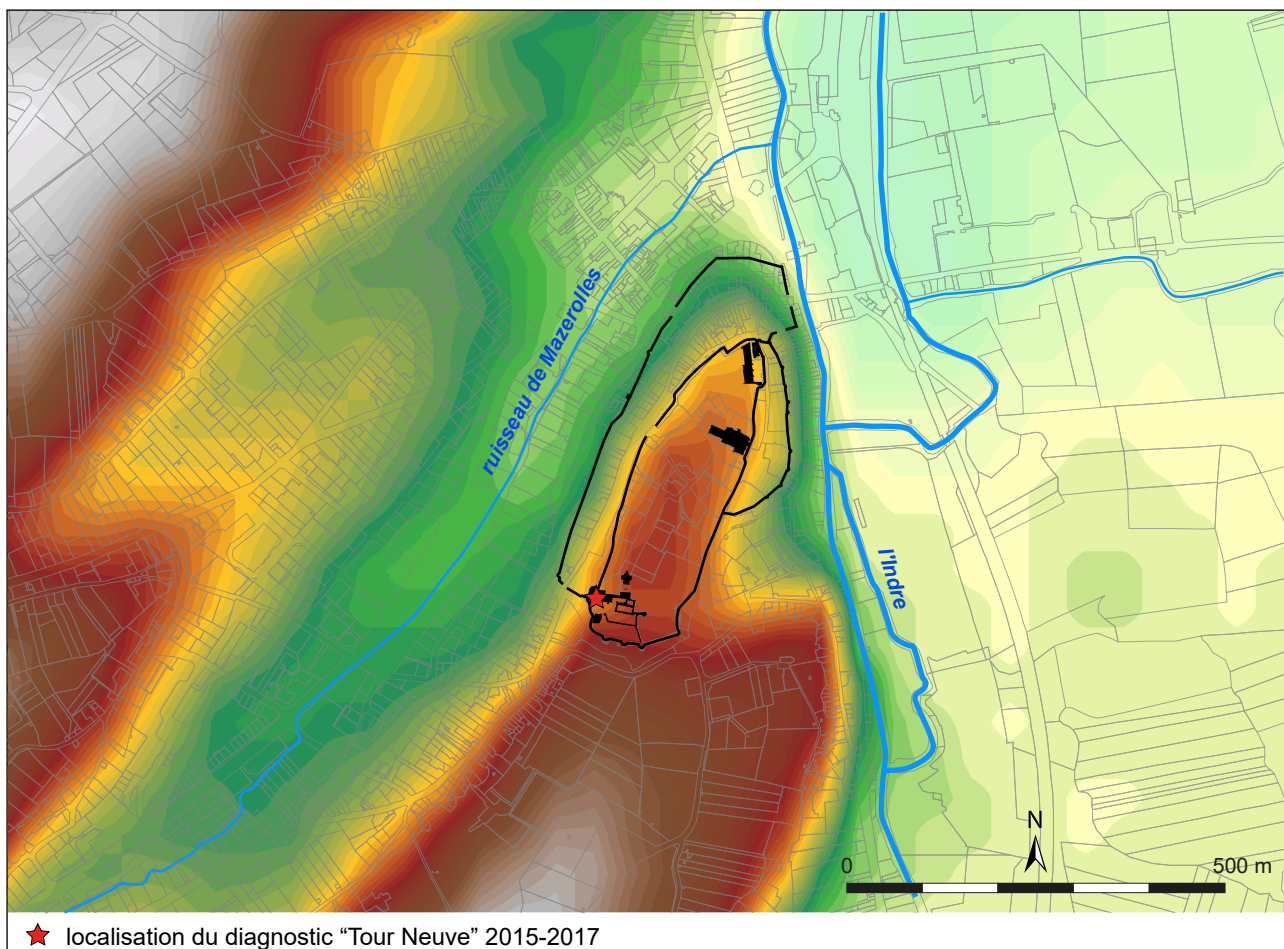 ruisseau de Mazerolles
l'Indre
N
0
500 m
localisation du diagnostic “Tour Neuve” 2015-2017